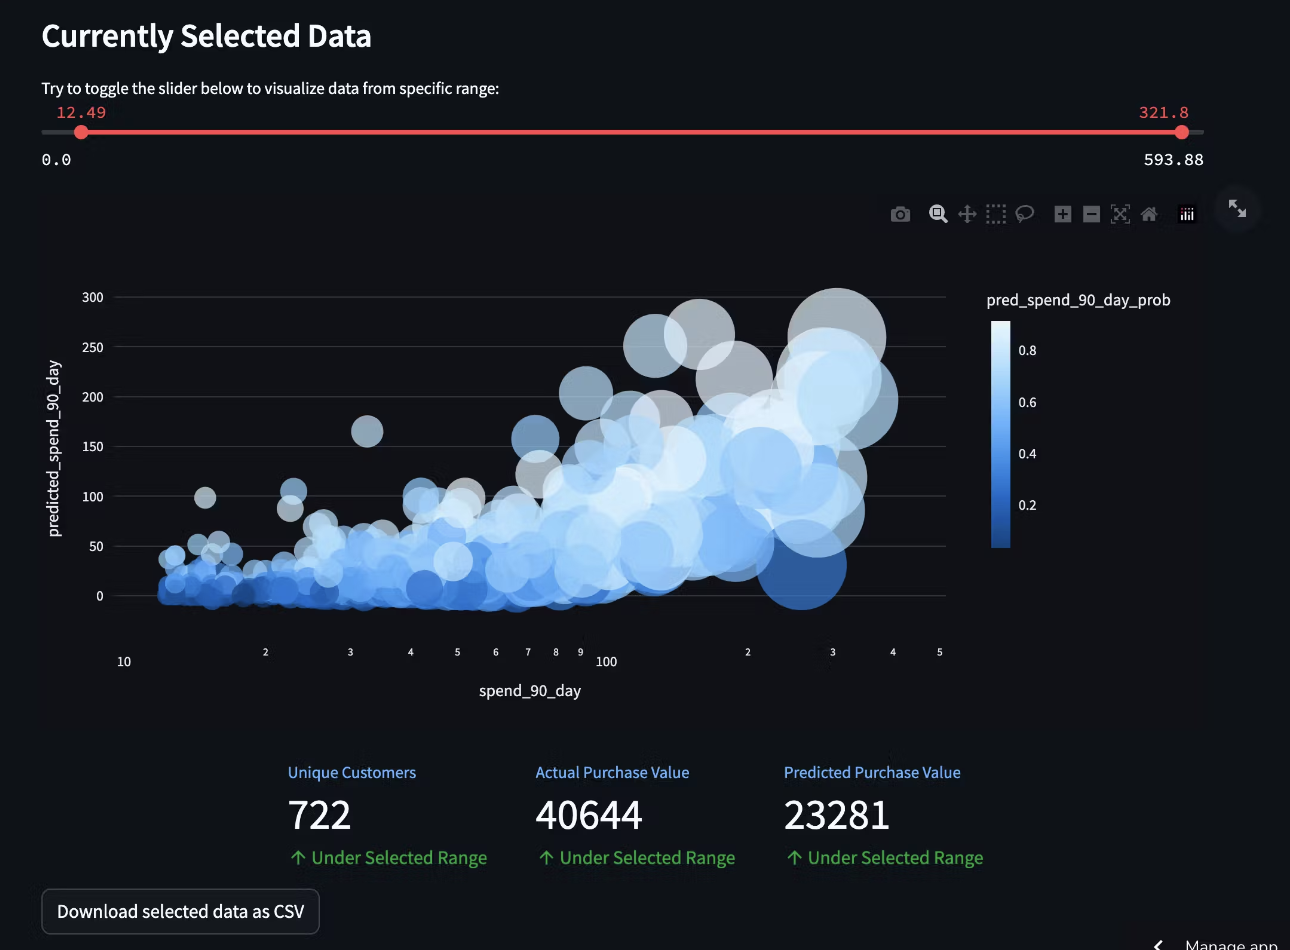 Currently Selected Data
Try to toggle the slider below to visualize data from specific range:
12.49 321.8
0.0 593.88
pred_spend_90_day_prob
300
250
200
150
100
50
0
predicted_spend_90_day
0.8
0.6
0.4
0.2
10 2 3 4 5 6 7 8 9 100 2 3 4 5
spend_90_day
Unique Customers Actual Purchase Value Predicted Purchase Value
722 40644 23281
↑ Under Selected Range ↑ Under Selected Range ↑ Under Selected Range
Download selected data as CSV
Manage app